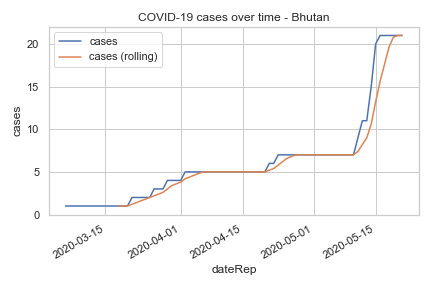 COVID-19 cases over time - Bhutan
cases
cases (rolling)
20
15
10
5
0
cases
2020-03-15
2020-04-01
2020-04-15
2020-05-01
2020-05-15
dateRep